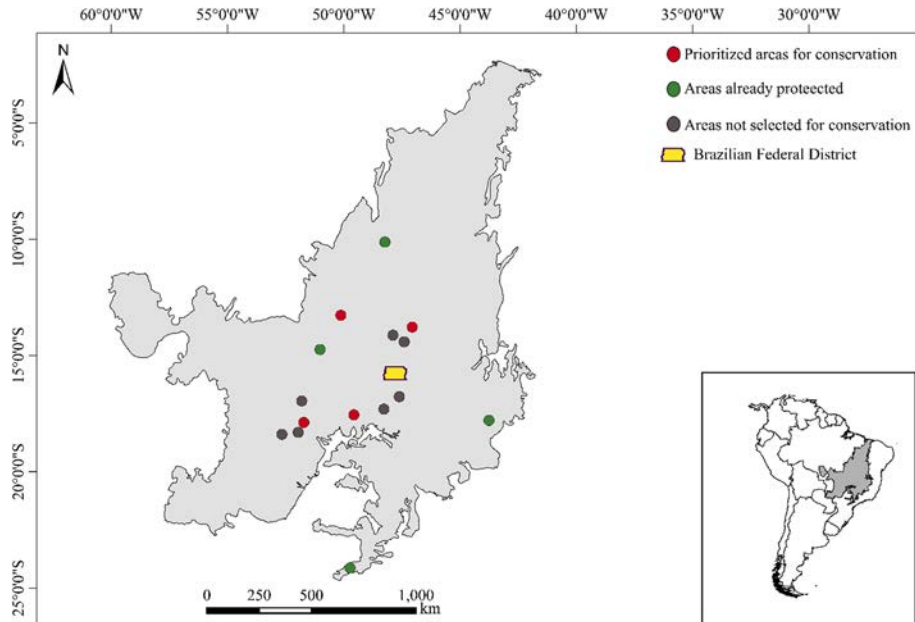 60°0'0"W 55°0'0"W 50°0'0"W 45°0'0"W 40°0'0"W 35°0'0"W 30°0'0"W
N
Prioritized areas for conservation
Areas already proteected
Areas not selected for conservation
Brazilian Federal District
5°0'0"S
10°0'0"S
15°0'0"S
20°0'0"S
25°0'0"S
0 250 500 1,000
km